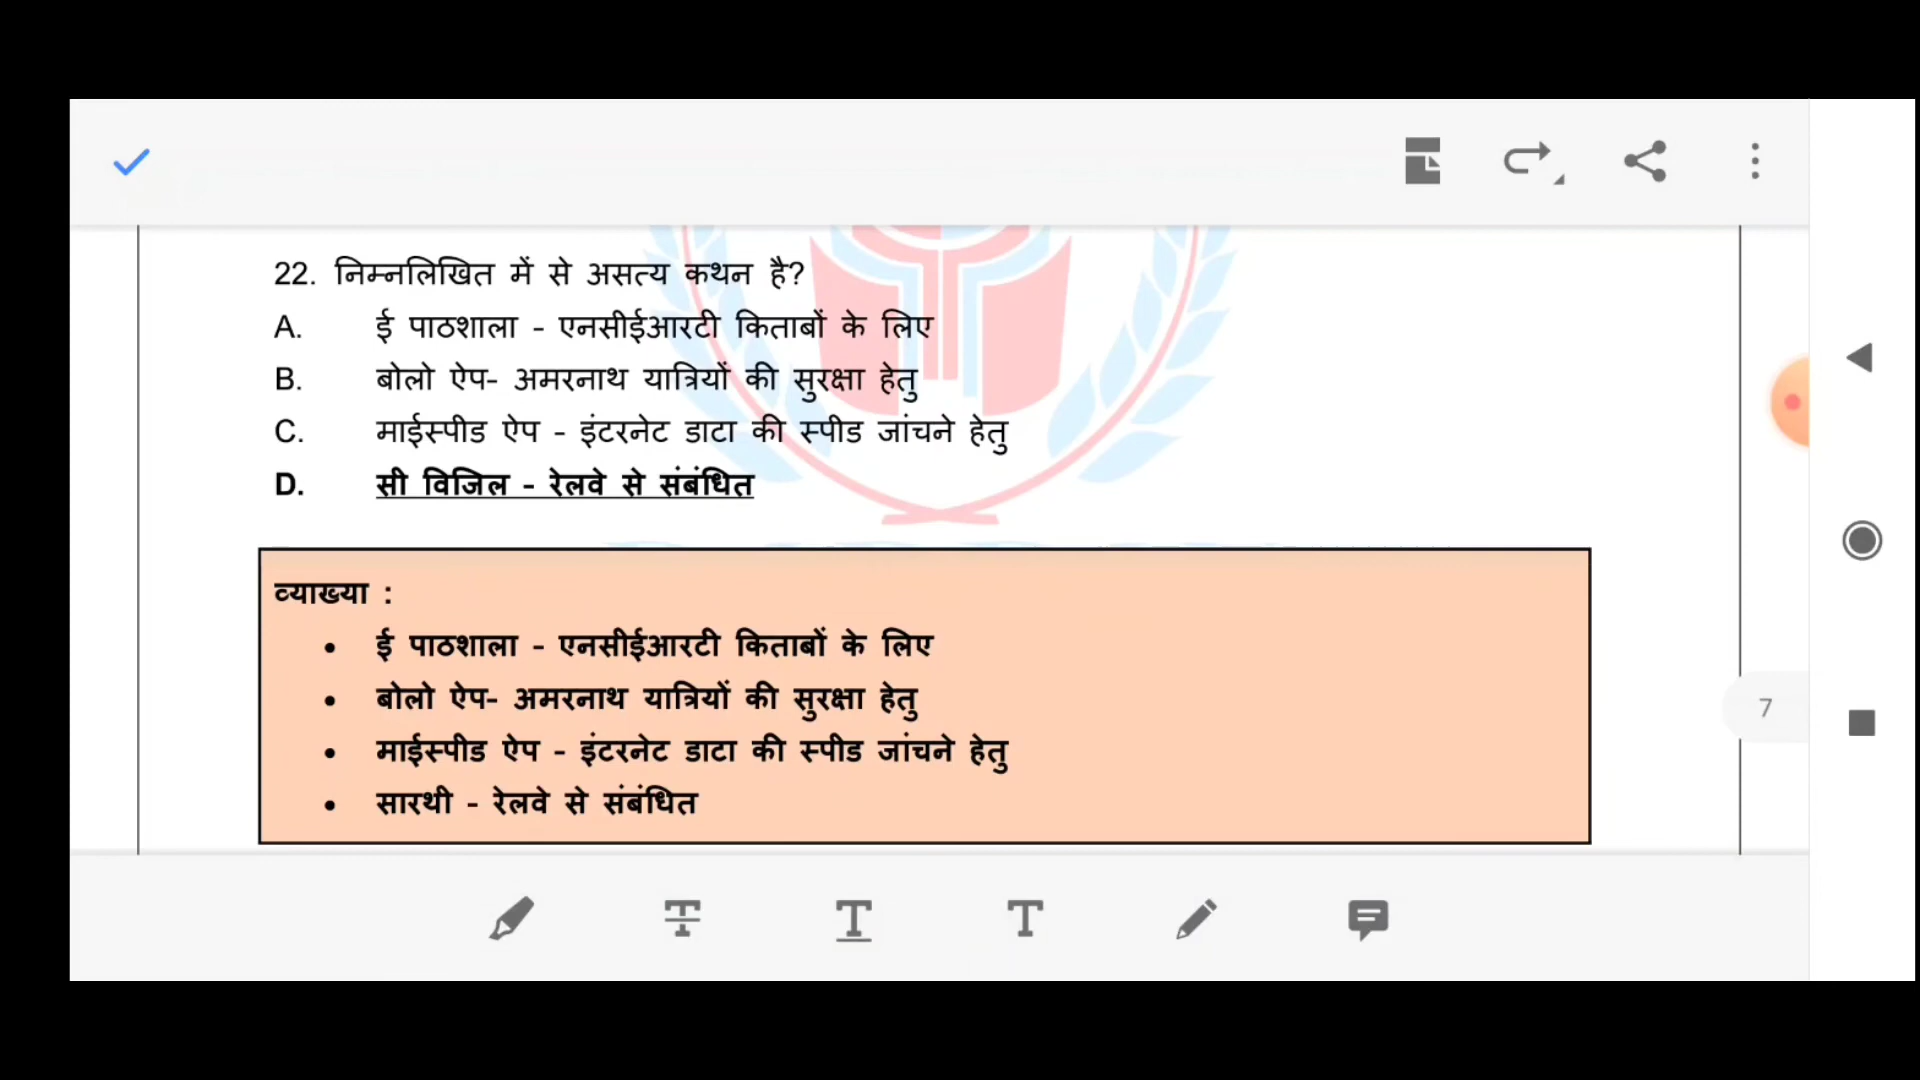 22. निम्नलिखित में से असत्य कथन है?
A. ई पाठशाला - एनसीईआरटी किताबों के लिए
B. बोलो ऐप- अमरनाथ यात्रियों की सुरक्षा हेतु
C. माईस्पीड ऐप - इंटरनेट डाटा की स्पीड जांचने हेतु
D. सी विजिल - रेलवे से संबंधित
व्याख्या :
• ई पाठशाला - एनसीईआरटी किताबों के लिए
• बोलो ऐप- अमरनाथ यात्रियों की सुरक्षा हेतु
• माईस्पीड ऐप - इंटरनेट डाटा की स्पीड जांचने हेतु
• सारथी - रेलवे से संबंधित
7